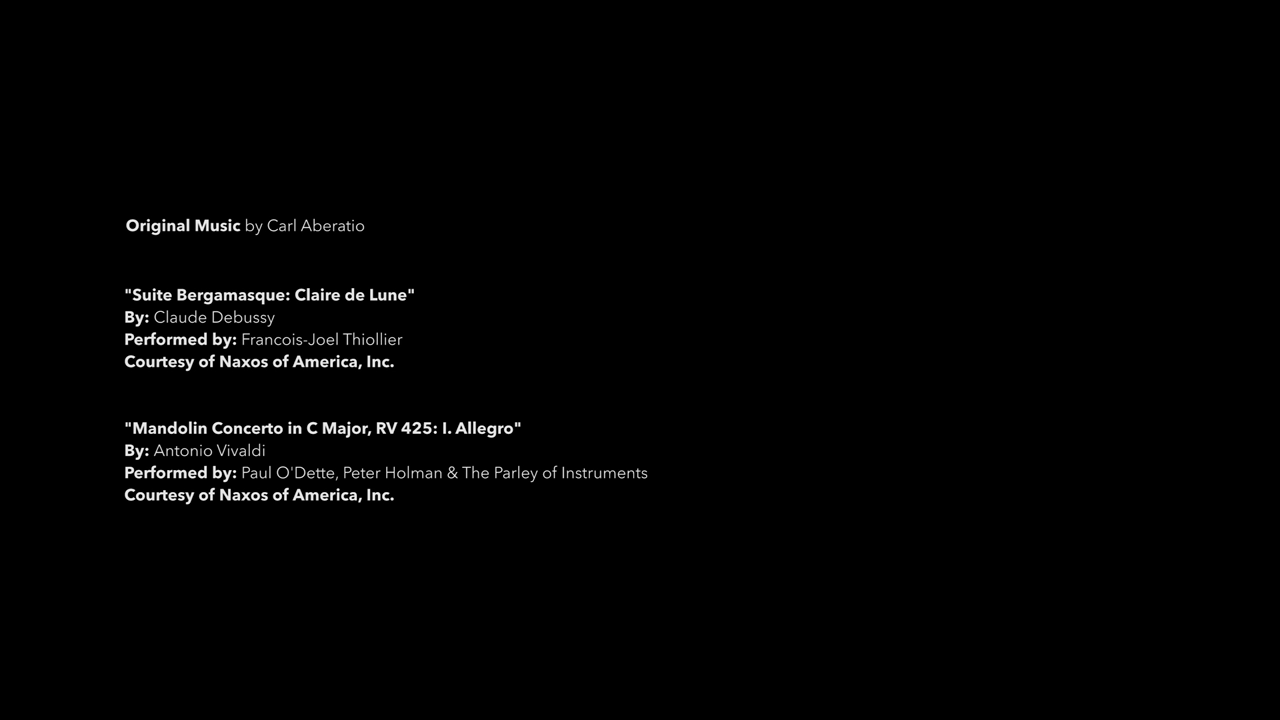 Original Music by Carl Aberatio
"Suite Bergamasque: Claire de Lune"
By: Claude Debussy
Performed by: Francois-Joel Thiollier
Courtesy of Naxos of America, Inc.
"Mandolin Concerto in C Major, RV 425: I. Allegro"
By: Antonio Vivaldi
Performed by: Paul O'Dette, Peter Holman & The Parley of Instruments
Courtesy of Naxos of America, Inc.